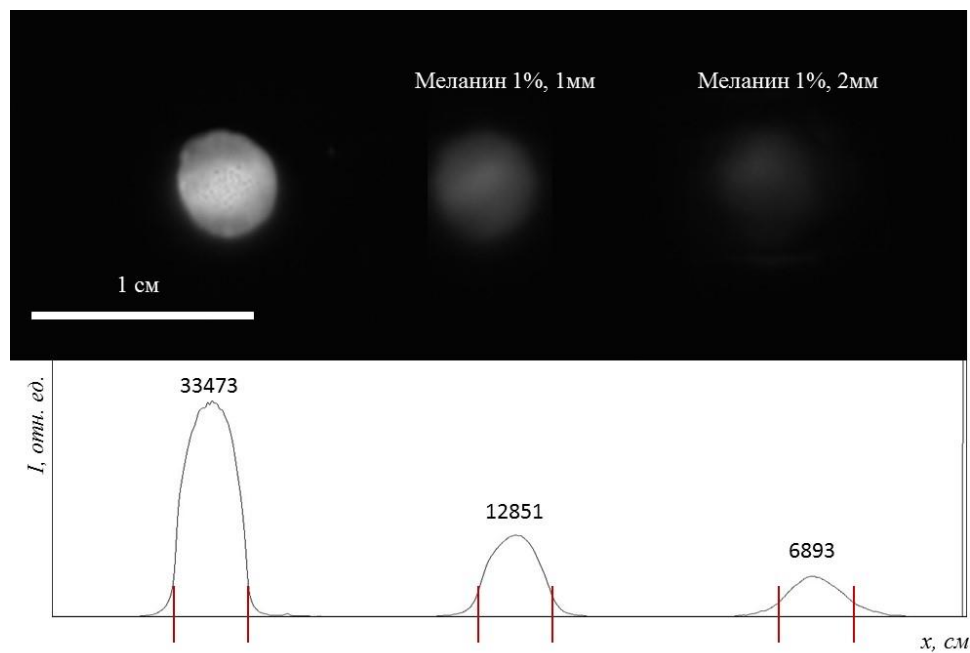 Меланин 1%, 1мм
Меланин 1%, 2мм
1 см
I, отн. ед.
33473
12851
6893
x, см